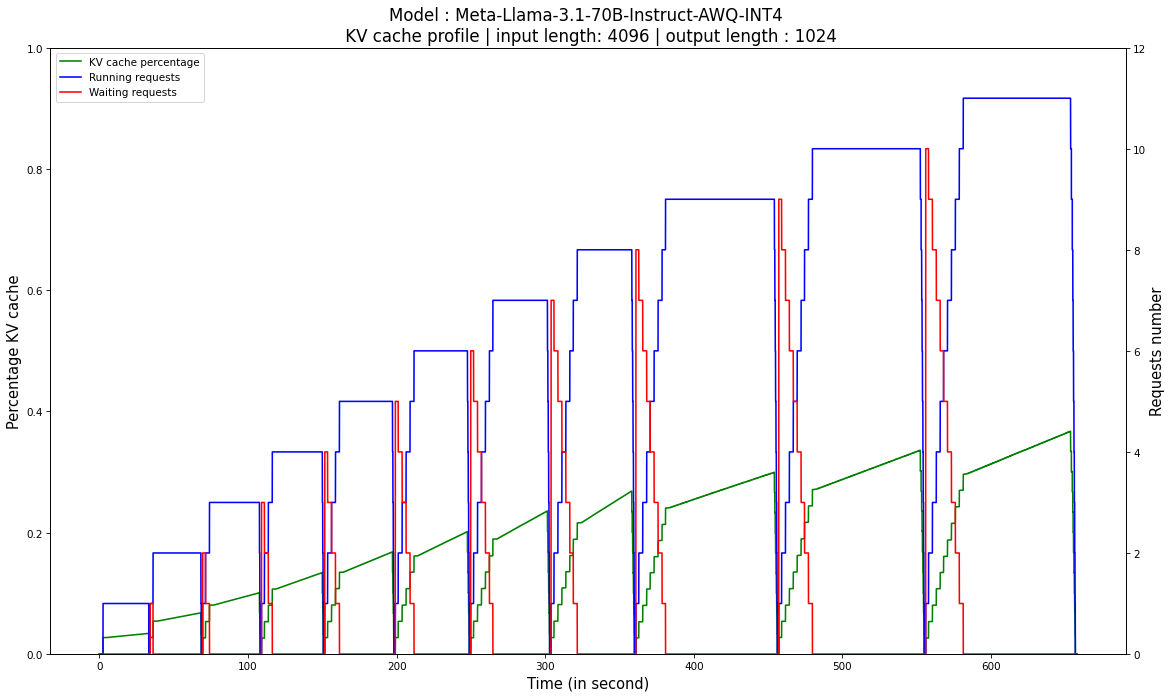 Model : Meta-Llama-3.1-70B-Instruct-AWQ-INT4
KV cache profile | input length: 4096 | output length : 1024
KV cache percentage
Running requests
Waiting requests
Percentage KV cache
1.0
0.8
0.6
0.4
0.2
0.0
12
10
8
6
4
2
0
Requests number
0 100 200 300 400 500 600
Time (in second)